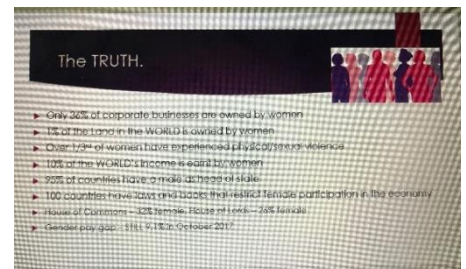 The TRUTH.
Only 36% of corporate businesses are owned by women
1% of the Land in the WORLD is owned by women
Over 1/3rd of women have experienced physical/sexual violence
10% of the WORLD's income is earnt by women
95% of countries have a male as head of state
100 countries have laws and books that restrict female participation in the economy
House of Commons – 32% female, House of Lords – 26% female
Gender pay gap – STILL 9.1% in October 2017